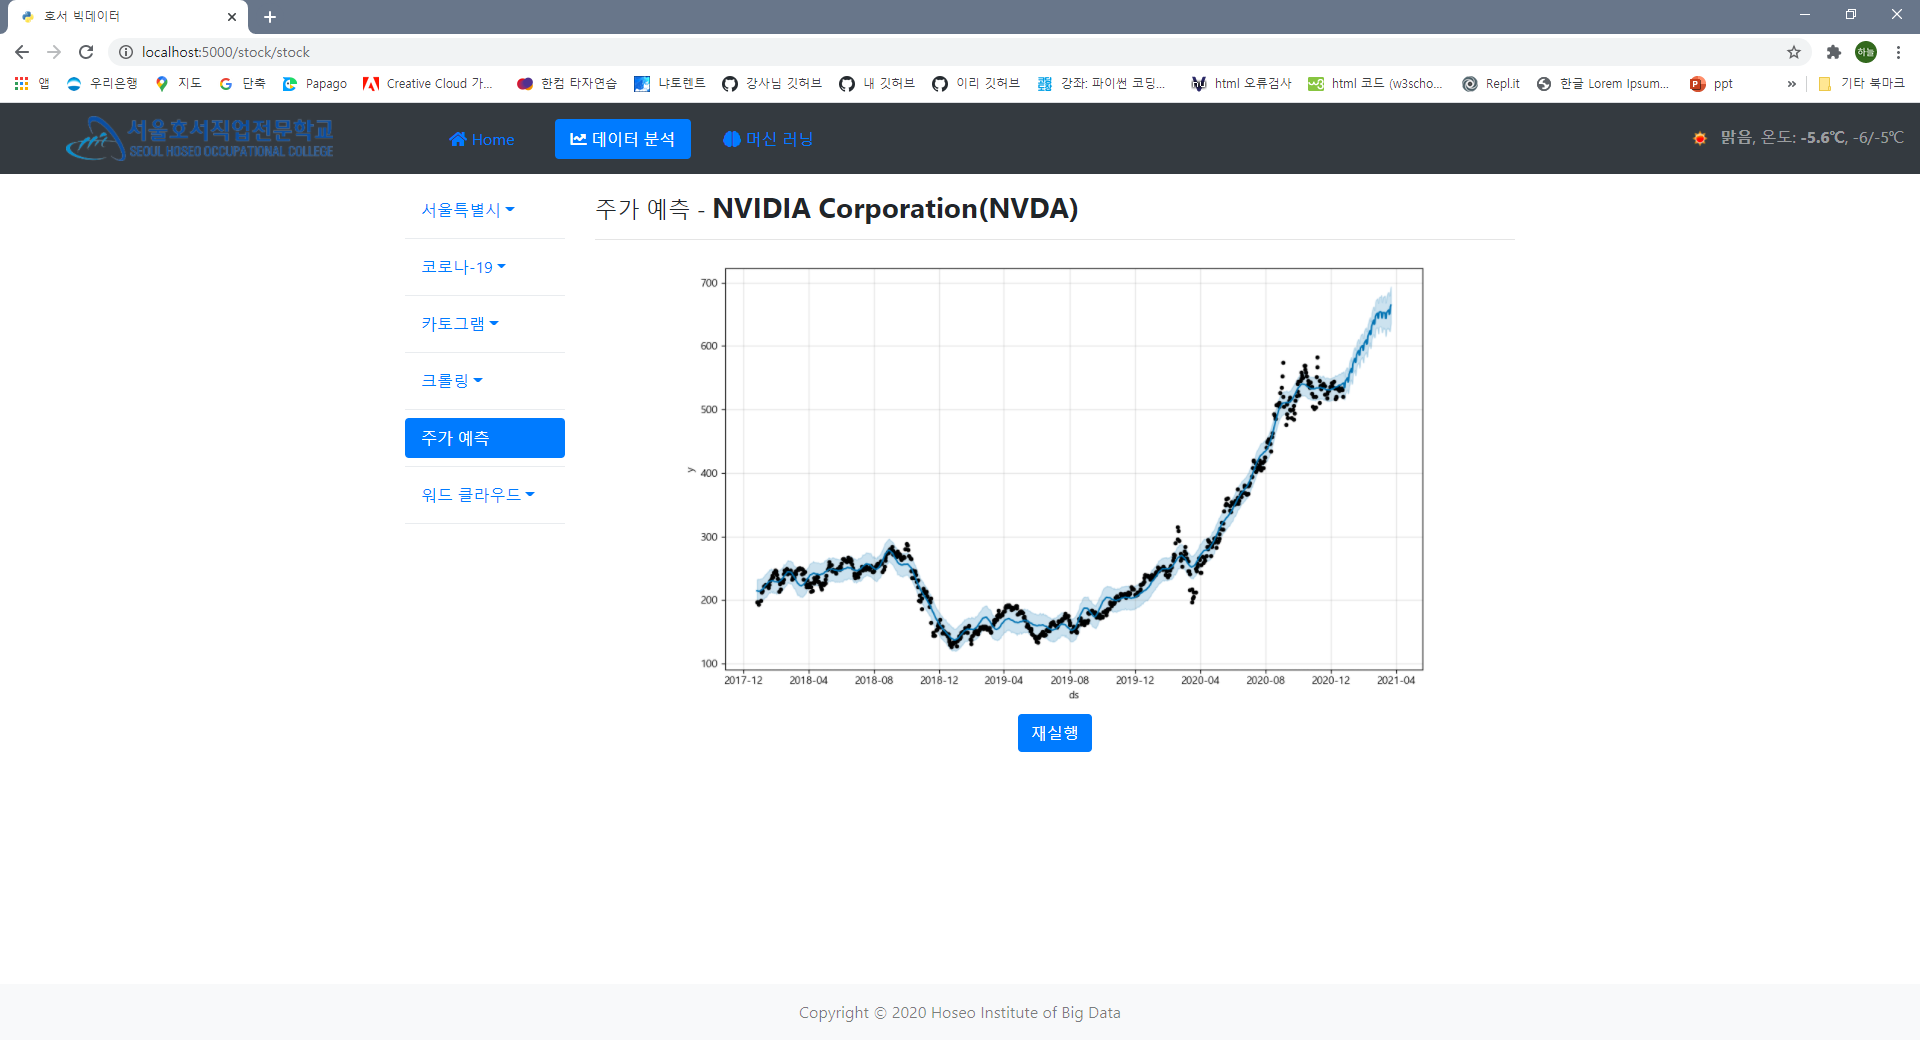 호서 빅데이터
localhost:5000/stock/stock
하늘
앱 우리은행 지도 단축 Papago Creative Cloud 가... 한컴 타자연습 냐토렌트 강사님 깃허브 내 깃허브 이리 깃허브 강좌: 파이썬 코딩... html 오류검사 html 코드 (w3scho... Repl.it 한글 Lorem Ipsum... ppt » 기타 북마크
서울호서직업전문학교
SEOUL HOSEO OCCUPATIONAL COLLEGE
Home 데이터 분석 머신 러닝 맑음, 온도: -5.6℃, -6/-5℃
서울특별시
코로나-19
카토그램
크롤링
주가 예측
워드 클라우드
주가 예측 - NVIDIA Corporation(NVDA)
700
600
500
400
300
200
100
y
2017-12 2018-04 2018-08 2018-12 2019-04 2019-08 2019-12 2020-04 2020-08 2020-12 2021-04
ds
재실행
Copyright © 2020 Hoseo Institute of Big Data